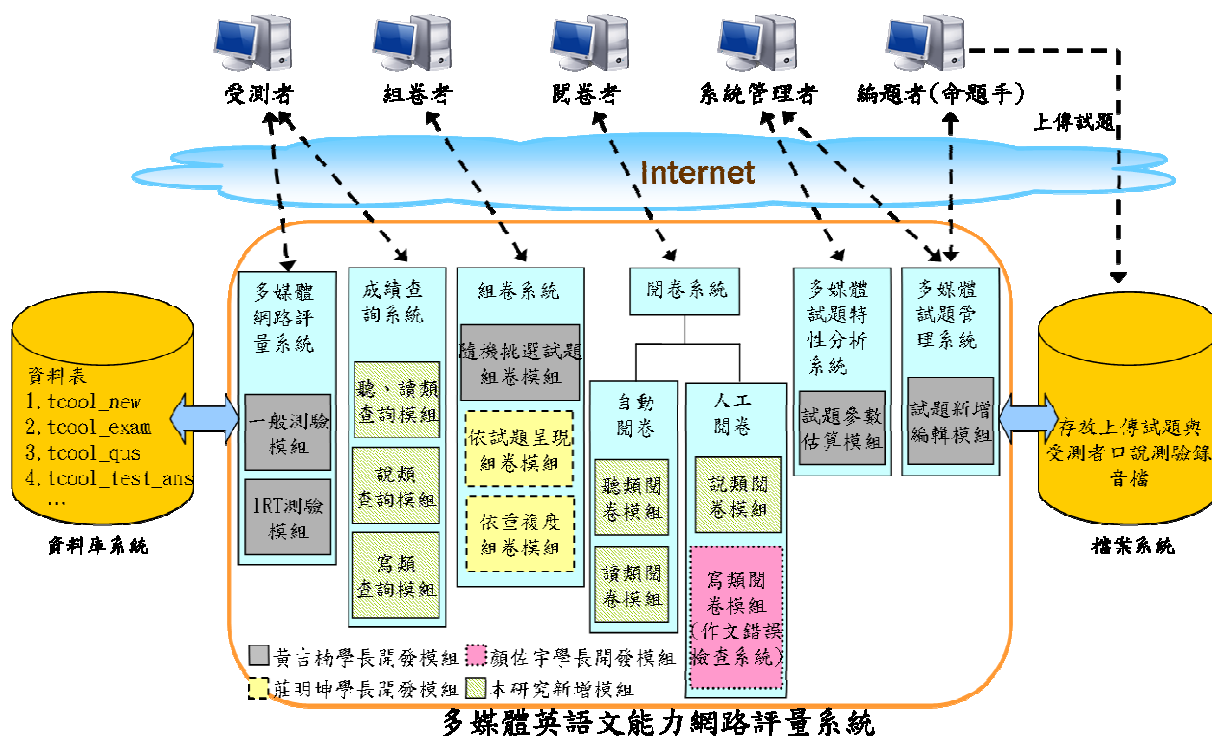 受測者
組卷者
閱卷者
系統管理者
編題者(命題手)
上傳試題
Internet
多媒體
網路評
量系統
一般測驗
模組
IRT測驗
模組
成績查
詢系統
聽、讀類
查詢模組
說類
查詢模組
寫類
查詢模組
組卷系統
隨機挑選試題
組卷模組
依試題呈現
組卷模組
依重複度
組卷模組
閱卷系統
自動
閱卷
聽類閱
卷模組
讀類閱
卷模組
人工
閱卷
說類閱
卷模組
寫類閱
卷模組
(作文錯誤
檢查系統)
多媒體
試題特
性分析
系統
試題參數
估算模組
多媒體
試題管
理系統
試題新增
編輯模組
資料表
1,tcool_new
2,tcool_exam
3,tcool_qus
4,tcool_test_ans
…
資料庫系統
存放上傳試題與
受測者口說測驗錄
音檔
檔案系統
學長開發模組
顏佐宇學長開發模組
莊明坤學長開發模組
本研究新增模組
多媒體英語文能力網路評量系統